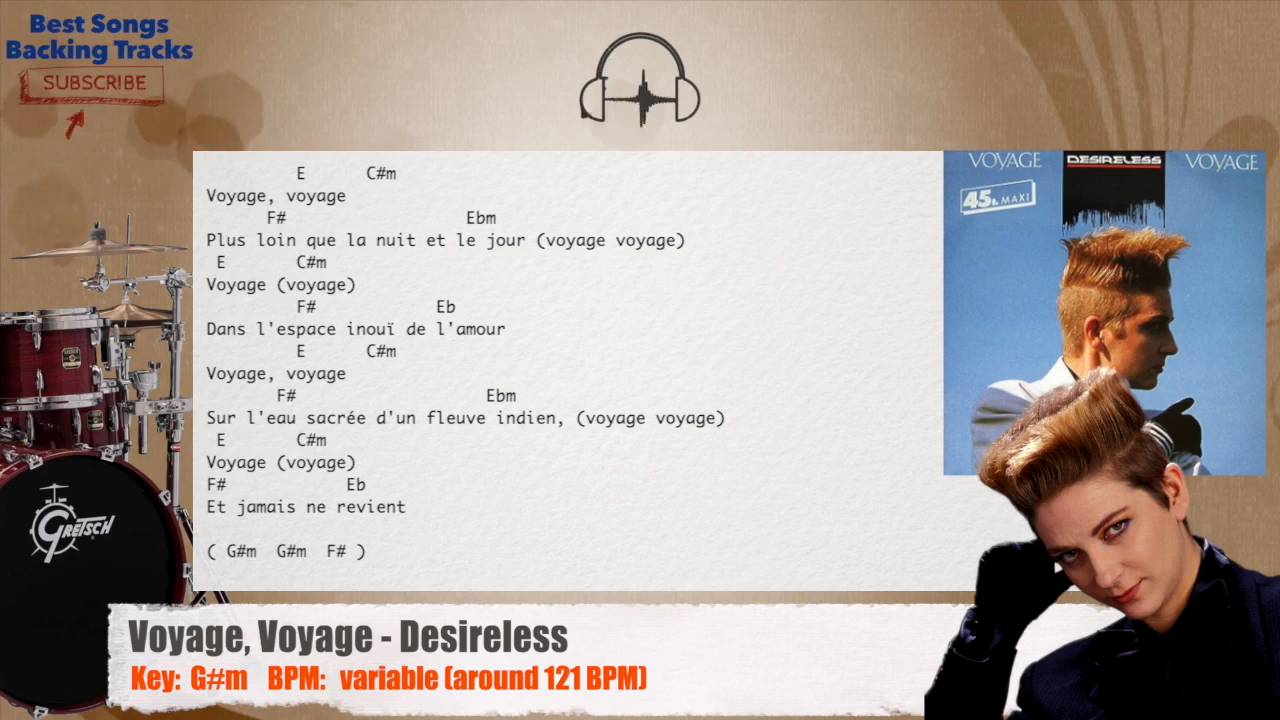 Best Songs
Backing Tracks
SUBSCRIBE
E C#m
Voyage, voyage
F# Ebm
Plus loin que la nuit et le jour (voyage voyage)
E C#m
Voyage (voyage)
F# Eb
Dans l'espace inouï de l'amour
E C#m
Voyage, voyage
F# Ebm
Sur l'eau sacrée d'un fleuve indien, (voyage voyage)
E C#m
Voyage (voyage)
F# Eb
Et jamais ne revient
( G#m G#m F# )
VOYAGE DESIRELESS VOYAGE
45t. MAXI
GRETSCH
Voyage, Voyage - Desireless
Key: G#m BPM: variable (around 121 BPM)